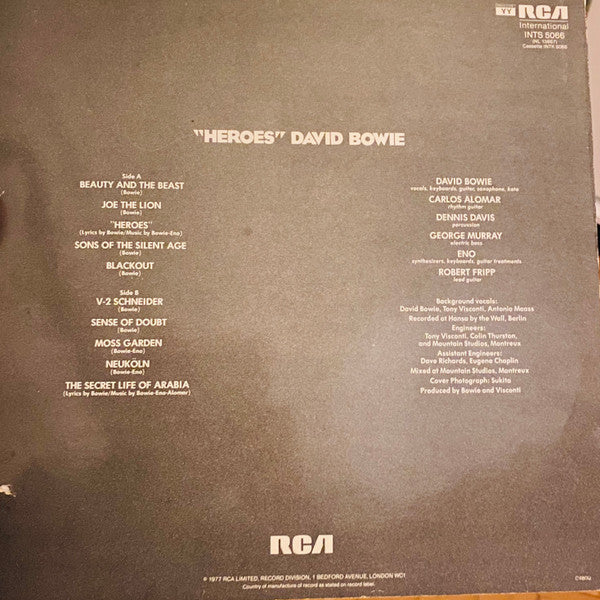 YY RCA
International
INTS 5066
(NL 13857)
Cassette INTK 5066
"HEROES" DAVID BOWIE
Side A
BEAUTY AND THE BEAST
(Bowie)
JOE THE LION
(Bowie)
"HEROES"
(Lyrics by Bowie/Music by Bowie-Eno)
SONS OF THE SILENT AGE
(Bowie)
BLACKOUT
(Bowie)
Side B
V-2 SCHNEIDER
(Bowie)
SENSE OF DOUBT
(Bowie)
MOSS GARDEN
(Bowie-Eno)
NEUKÖLN
(Bowie-Eno)
THE SECRET LIFE OF ARABIA
(Lyrics by Bowie/Music by Bowie-Eno-Alomar)
DAVID BOWIE
vocals, keyboards, guitar, saxophone, koto
CARLOS ALOMAR
rhythm guitar
DENNIS DAVIS
percussion
GEORGE MURRAY
electric bass
ENO
synthesizers, keyboards, guitar treatments
ROBERT FRIPP
lead guitar
Background vocals:
David Bowie, Tony Visconti, Antonia Maass
Recorded at Hansa by the Wall, Berlin
Engineers:
Tony Visconti, Colin Thurston,
and Mountain Studios, Montreux
Assistant Engineers:
Dave Richards, Eugene Chaplin
Mixed at Mountain Studios, Montreux
Cover Photograph: Sukita
Produced by Bowie and Visconti
RCA
© 1977 RCA LIMITED, RECORD DIVISION, 1 BEDFORD AVENUE, LONDON WC1
Country of manufacture of record as stated on record label.